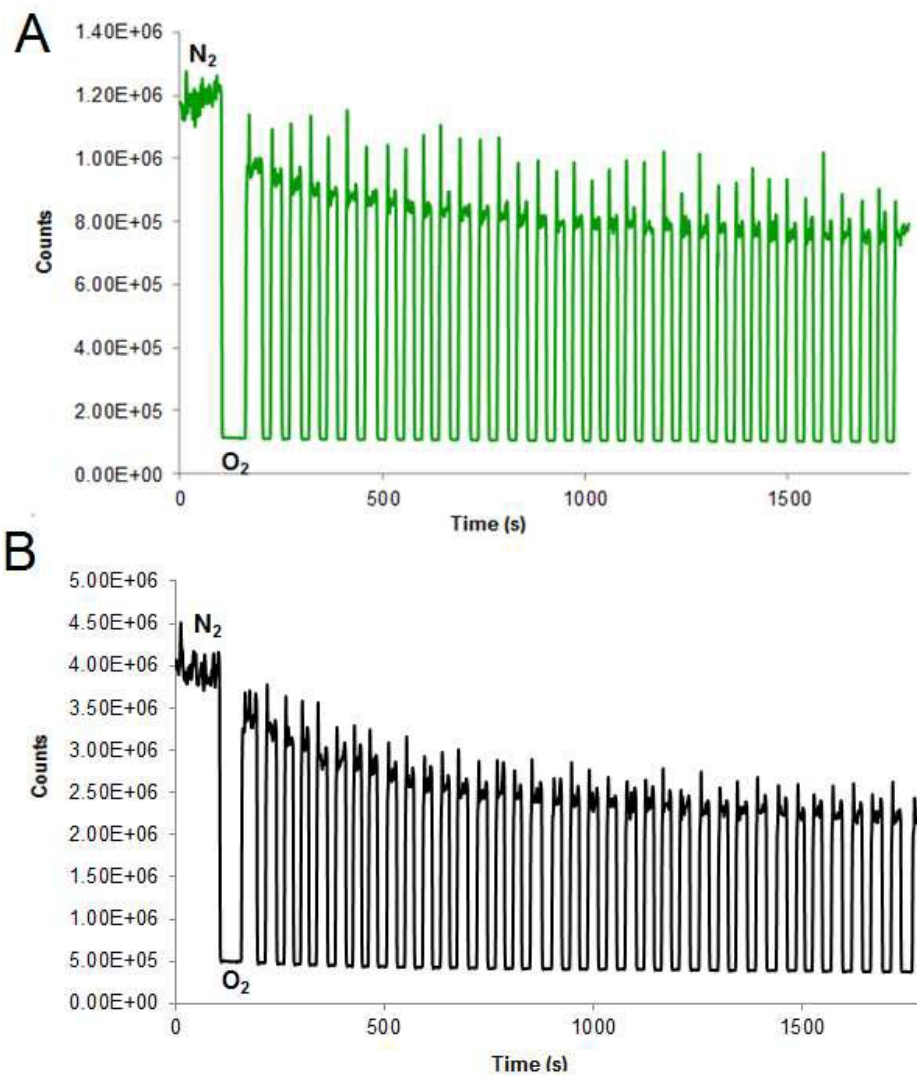 A
1.40E+06
N2
1.20E+06
1.00E+06
8.00E+05
6.00E+05
4.00E+05
2.00E+05
0.00E+00
Counts
O2
0 500 1000 1500
Time (s)
B
5.00E+06
4.50E+06
N2
4.00E+06
3.50E+06
3.00E+06
2.50E+06
2.00E+06
1.50E+06
1.00E+06
5.00E+05
0.00E+00
Counts
O2
0 500 1000 1500
Time (s)